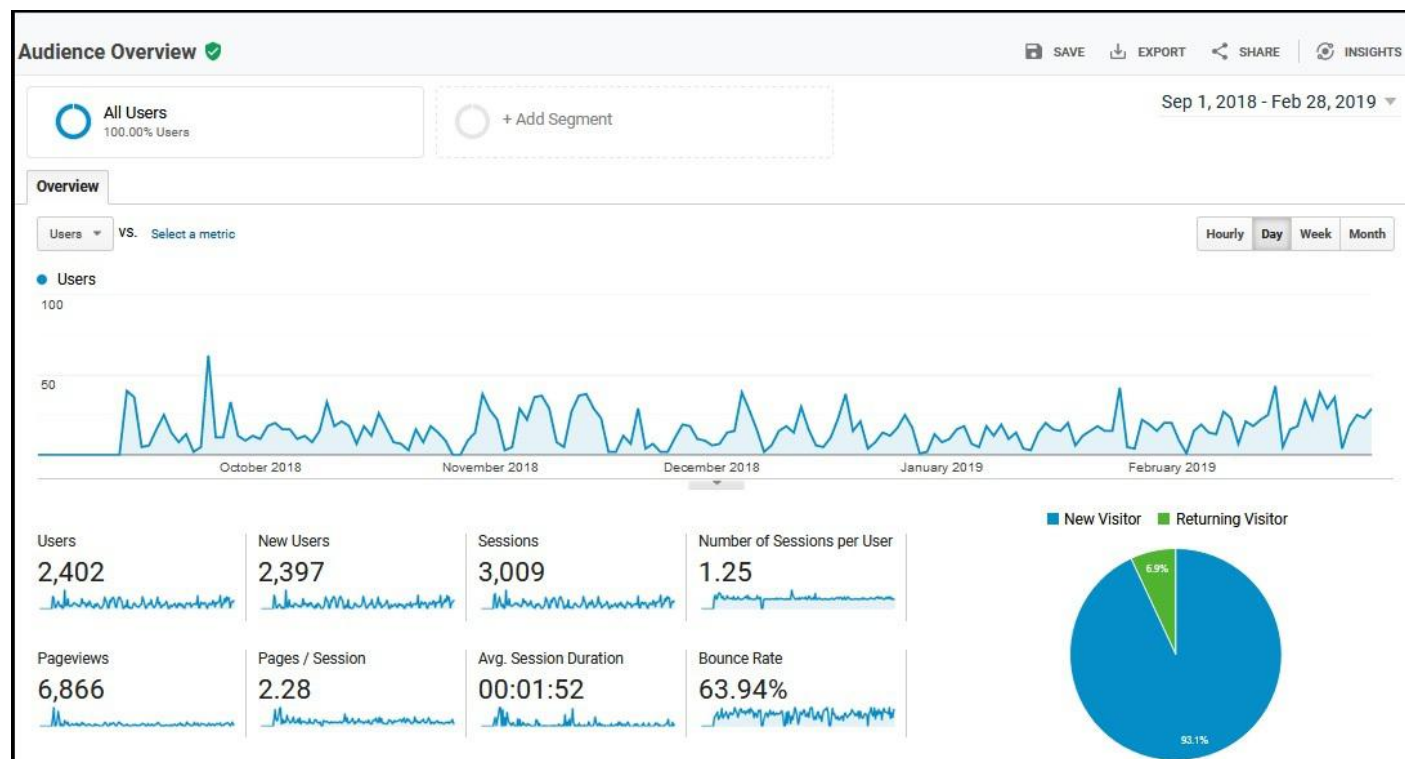 Audience Overview
SAVE EXPORT SHARE INSIGHTS
All Users
100.00% Users
+ Add Segment
Sep 1, 2018 - Feb 28, 2019
Overview
Users VS. Select a metric
Hourly Day Week Month
Users
100
50
October 2018 November 2018 December 2018 January 2019 February 2019
New Visitor Returning Visitor
Users
2,402
New Users
2,397
Sessions
3,009
Number of Sessions per User
1.25
Pageviews
6,866
Pages / Session
2.28
Avg. Session Duration
00:01:52
Bounce Rate
63.94%
6.9%
93.1%